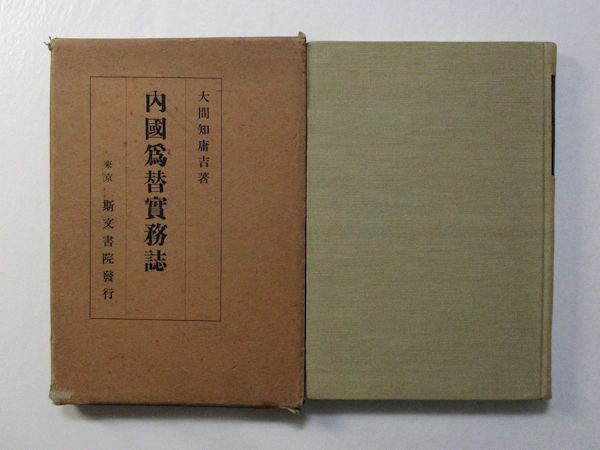 大間知庸吉著
內國爲替實務誌
東京 斯文書院發行